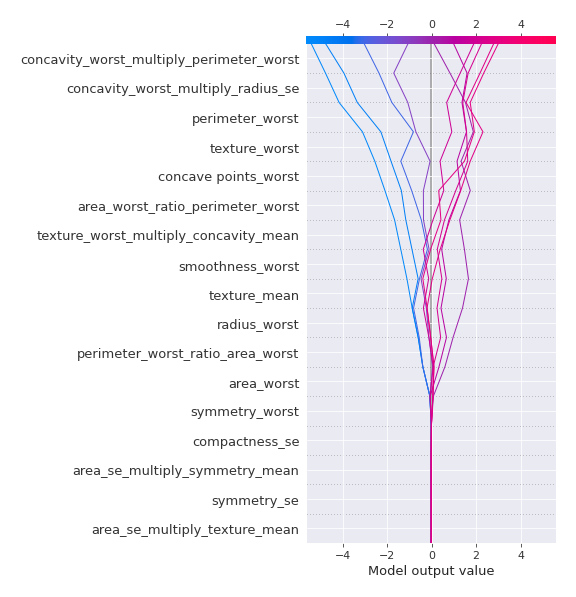 −4 −2 0 2 4
concavity_worst_multiply_perimeter_worst
concavity_worst_multiply_radius_se
perimeter_worst
texture_worst
concave points_worst
area_worst_ratio_perimeter_worst
texture_worst_multiply_concavity_mean
smoothness_worst
texture_mean
radius_worst
perimeter_worst_ratio_area_worst
area_worst
symmetry_worst
compactness_se
area_se_multiply_symmetry_mean
symmetry_se
area_se_multiply_texture_mean
−4 −2 0 2 4
Model output value